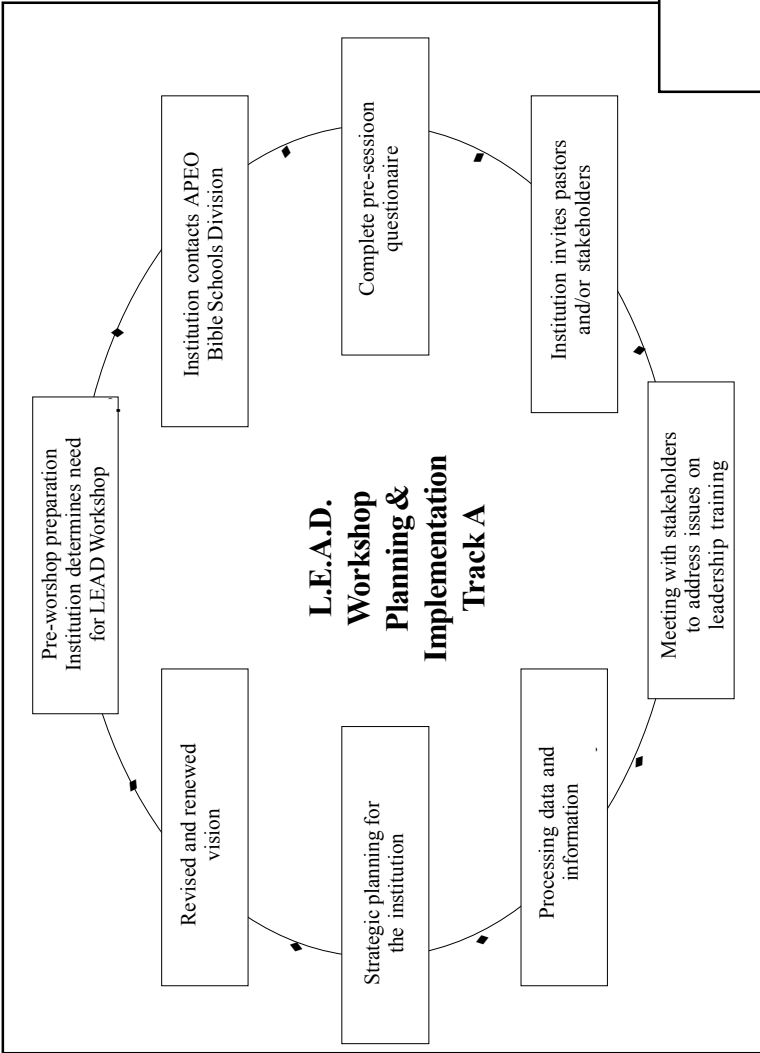 Pre-worshop preparation
Institution determines need
for LEAD Workshop
Institution contacts APEO
Bible Schools Division
Complete pre-sessioon
questionaire
Institution invites pastors
and/or stakeholders
Meeting with stakeholders
to address issues on
leadership training
Processing data and
information
Strategic planning for
the institution
Revised and renewed
vision
L.E.A.D.
Workshop
Planning &
Implementation
Track A